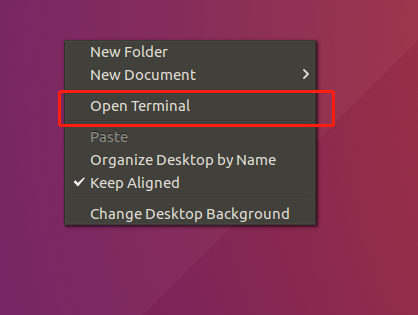 New Folder
New Document
Open Terminal
Paste
Organize Desktop by Name
Keep Aligned
Change Desktop Background